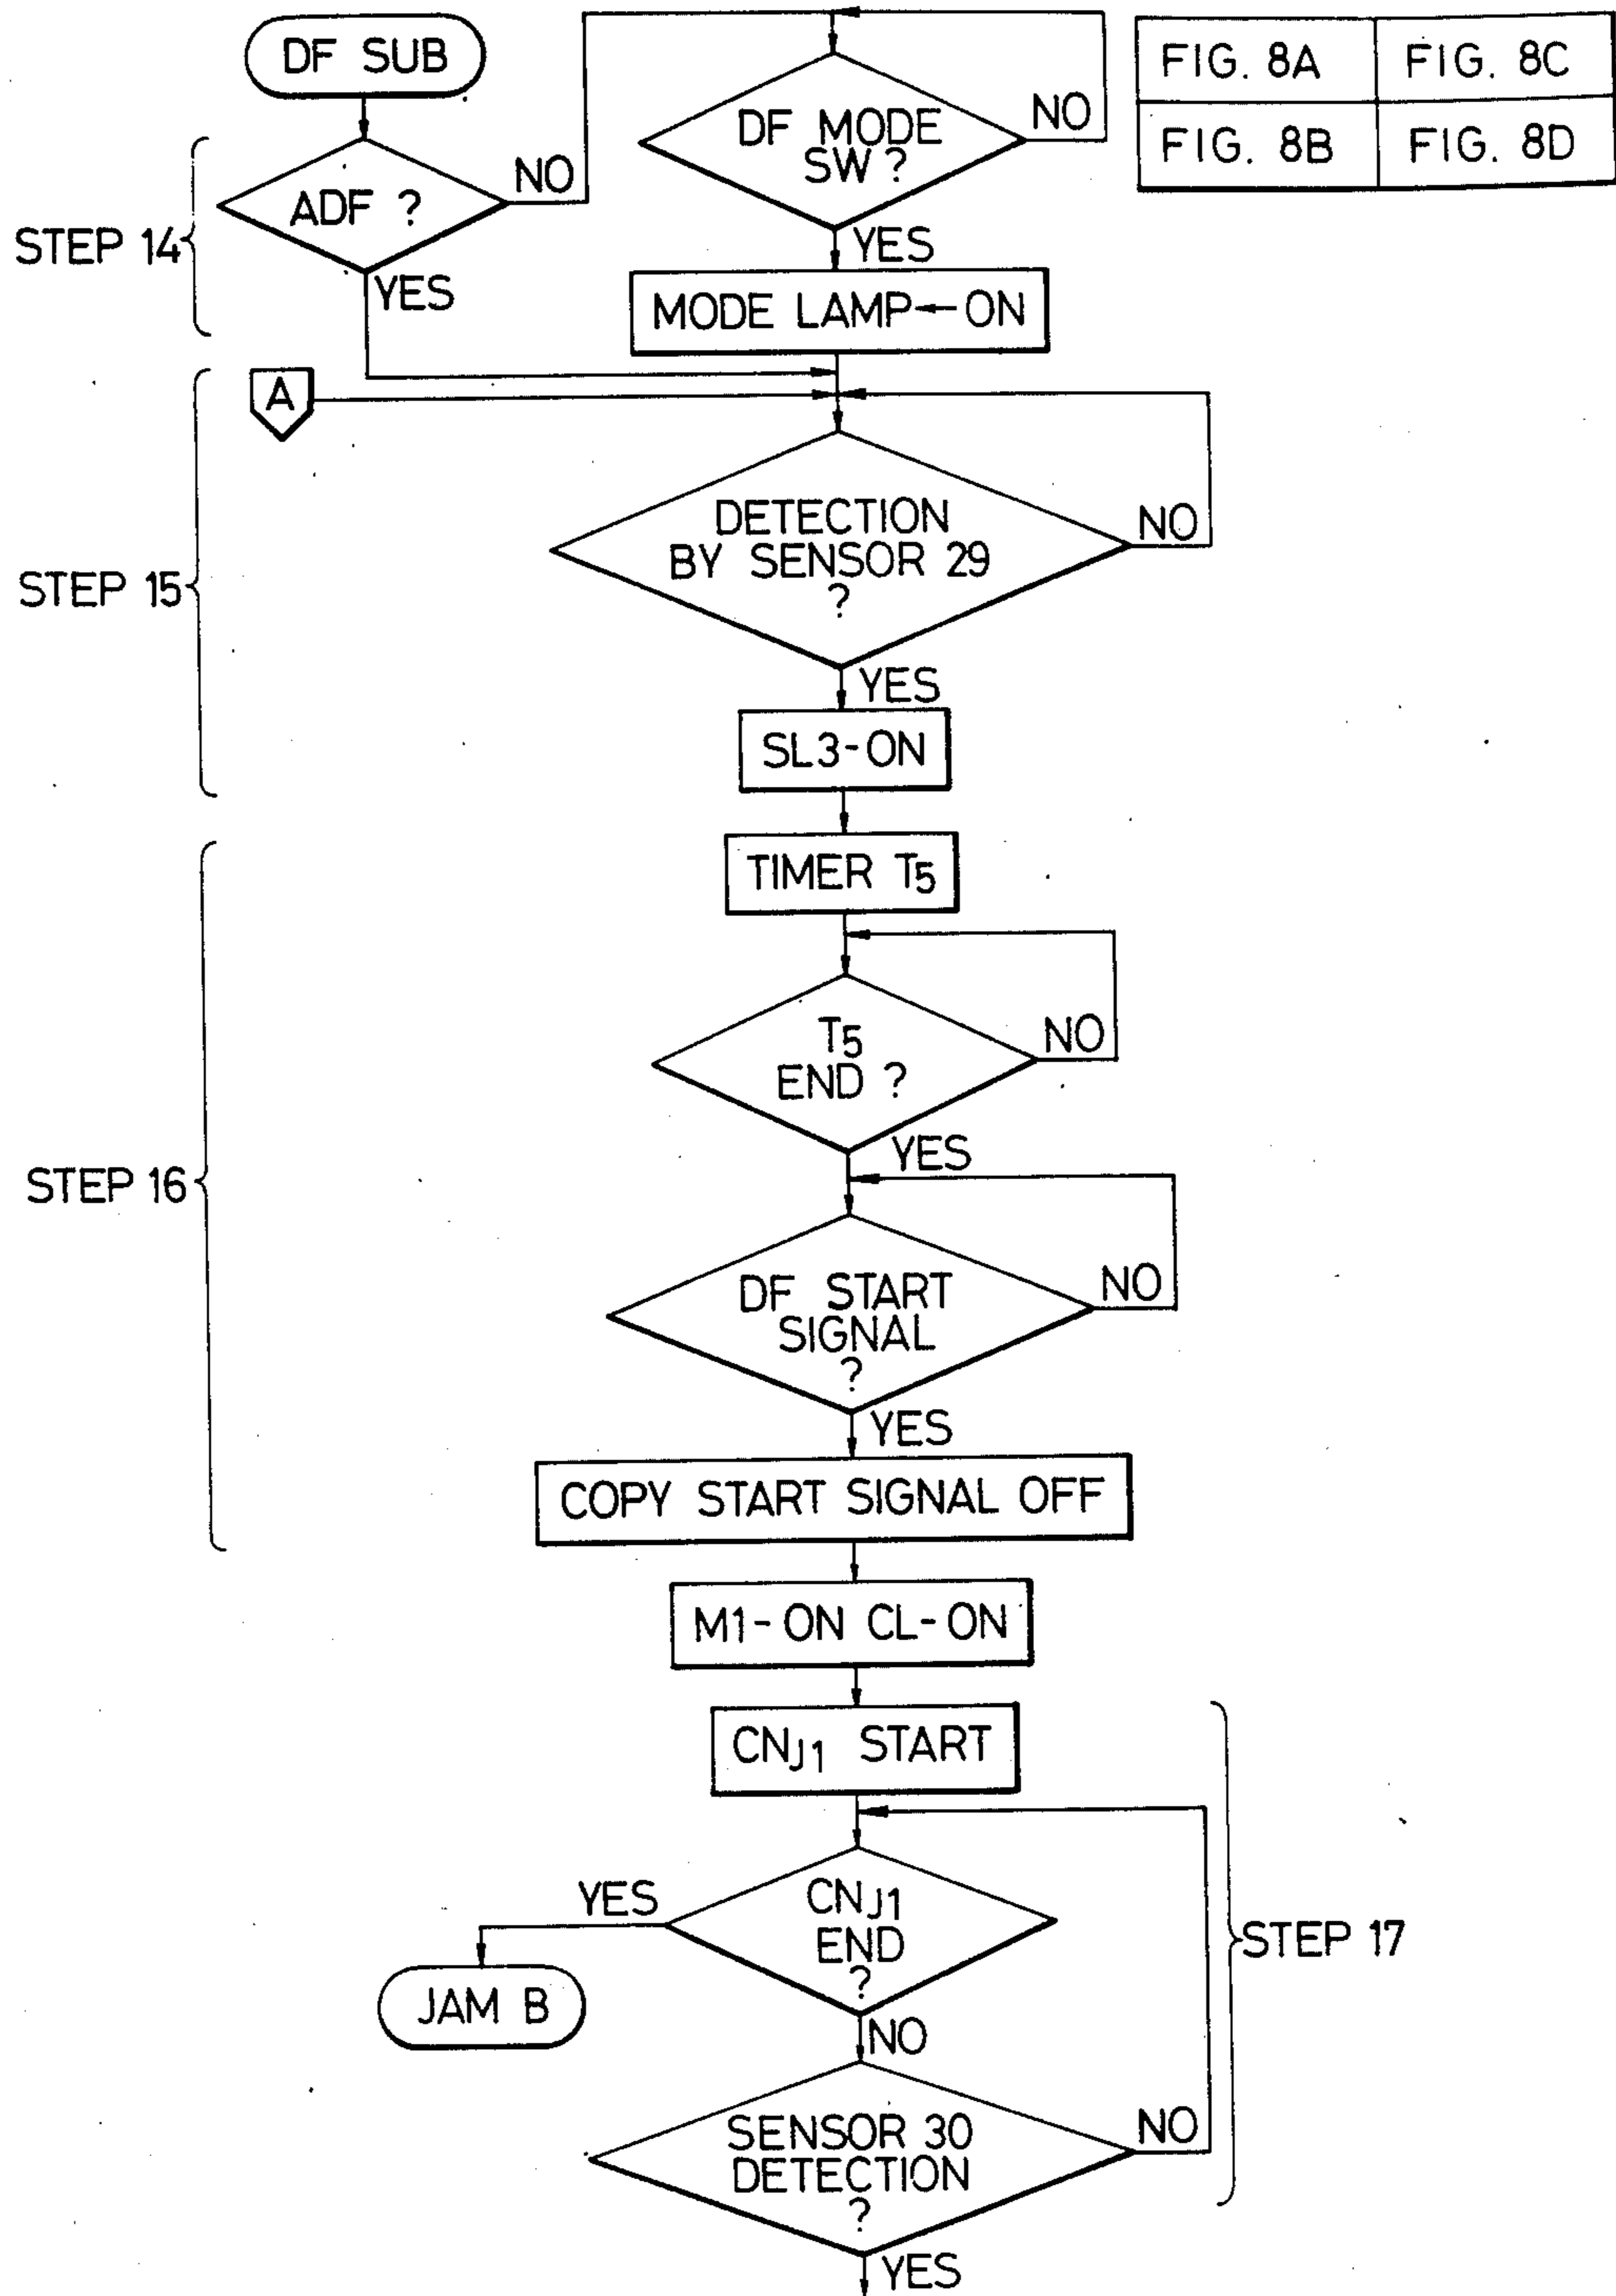 DF SUB
FIG. 8A FIG. 8C
FIG. 8B FIG. 8D
DF MODE
SW ?
NO
YES
ADF ?
NO
YES
STEP 14
MODE LAMP←ON
A
DETECTION
BY SENSOR 29
?
NO
YES
STEP 15
SL3-ON
TIMER T5
T5
END ?
NO
YES
STEP 16
DF START
SIGNAL
?
NO
YES
COPY START SIGNAL OFF
M1-ON CL-ON
CNJ1 START
CNJ1
END
?
YES
JAM B
NO
STEP 17
SENSOR 30
DETECTION
?
NO
YES